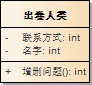 出卷人类
- 联系方式: int
- 名字: int
+ 增删问题(): int